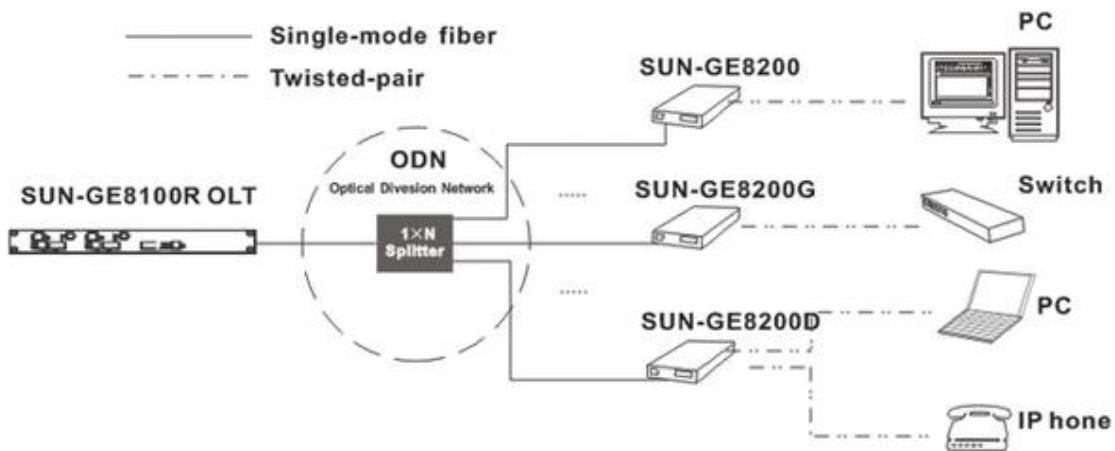 Single-mode fiber
Twisted-pair
PC
SUN-GE8200
ODN
Optical Divesion Network
SUN-GE8100R OLT
1×N
Splitter
.....
SUN-GE8200G
Switch
.....
SUN-GE8200D
PC
IP hone